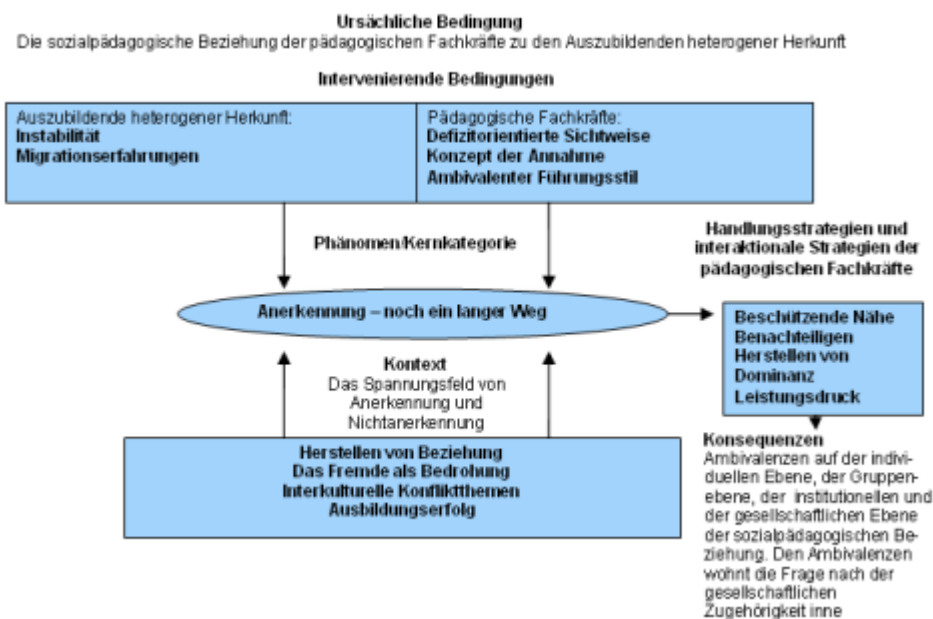 Ursächliche Bedingung
Die sozialpädagogische Beziehung der pädagogischen Fachkräfte zu den Auszubildenden heterogener Herkunft
Intervenierende Bedingungen
Auszubildende heterogener Herkunft:
Instabilität
Migrationserfahrungen
Pädagogische Fachkräfte:
Defizitorientierte Sichtweise
Konzept der Annahme
Ambivalenter Führungsstil
Phänomen/Kernkategorie
Anerkennung – noch ein langer Weg
Handlungsstrategien und
interaktionale Strategien der
pädagogischen Fachkräfte
Beschützende Nähe
Benachteiligen
Herstellen von
Dominanz
Leistungsdruck
Kontext
Das Spannungsfeld von
Anerkennung und
Nichtanerkennung
Herstellen von Beziehung
Das Fremde als Bedrohung
Interkulturelle Konfliktthemen
Ausbildungserfolg
Konsequenzen
Ambivalenzen auf der indivi-
duellen Ebene, der Gruppen-
ebene, der institutionellen und
der gesellschaftlichen Ebene
der sozialpädagogischen Be-
ziehung. Den Ambivalenzen
wohnt die Frage nach der
gesellschaftlichen
Zugehörigkeit inne